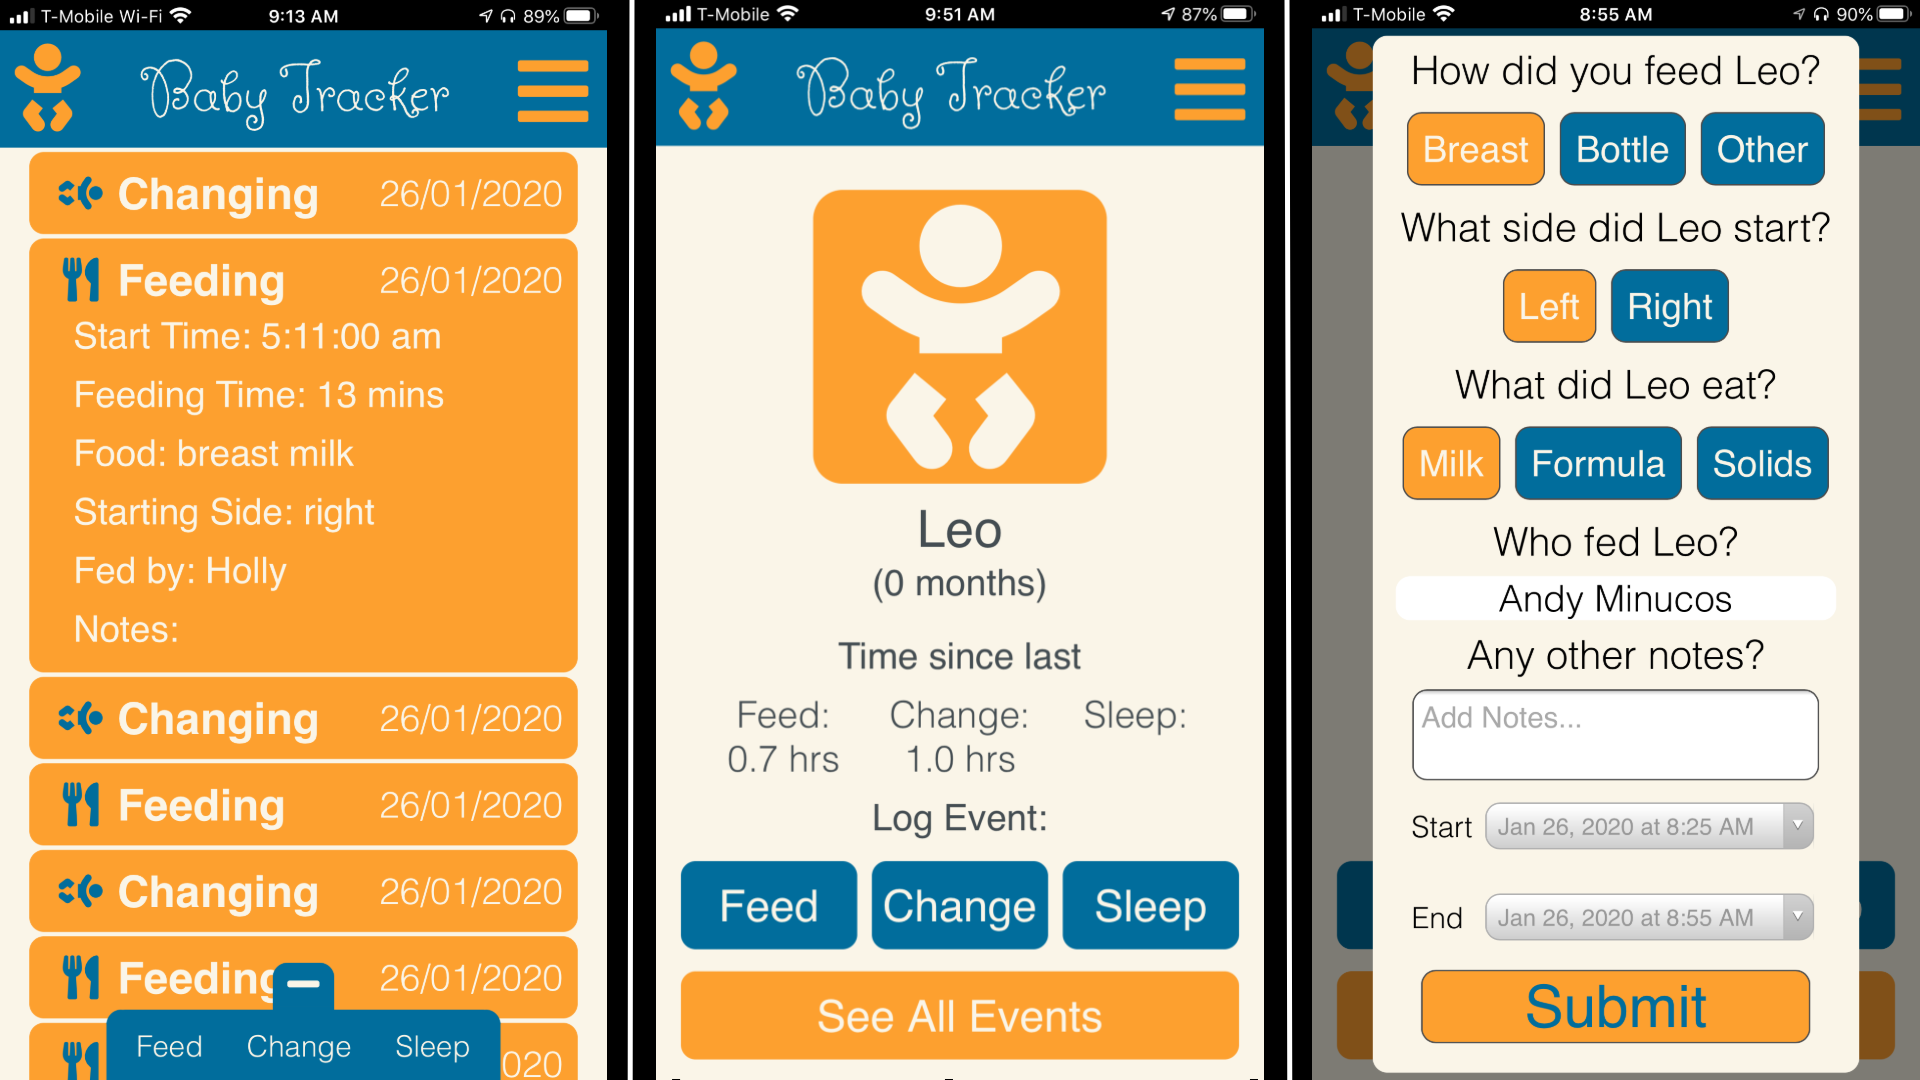 T-Mobile Wi-Fi 9:13 AM 89%
Baby Tracker
Changing 26/01/2020
Feeding 26/01/2020
Start Time: 5:11:00 am
Feeding Time: 13 mins
Food: breast milk
Starting Side: right
Fed by: Holly
Notes:
Changing 26/01/2020
Feeding 26/01/2020
Changing 26/01/2020
Feeding 26/01/2020
020
Feed Change Sleep
T-Mobile 9:51 AM 87%
Baby Tracker
Leo
(0 months)
Time since last
Feed: Change: Sleep:
0.7 hrs 1.0 hrs
Log Event:
Feed Change Sleep
See All Events
T-Mobile 8:55 AM 90%
How did you feed Leo?
Breast Bottle Other
What side did Leo start?
Left Right
What did Leo eat?
Milk Formula Solids
Who fed Leo?
Andy Minucos
Any other notes?
Add Notes...
Start Jan 26, 2020 at 8:25 AM
End Jan 26, 2020 at 8:55 AM
Submit